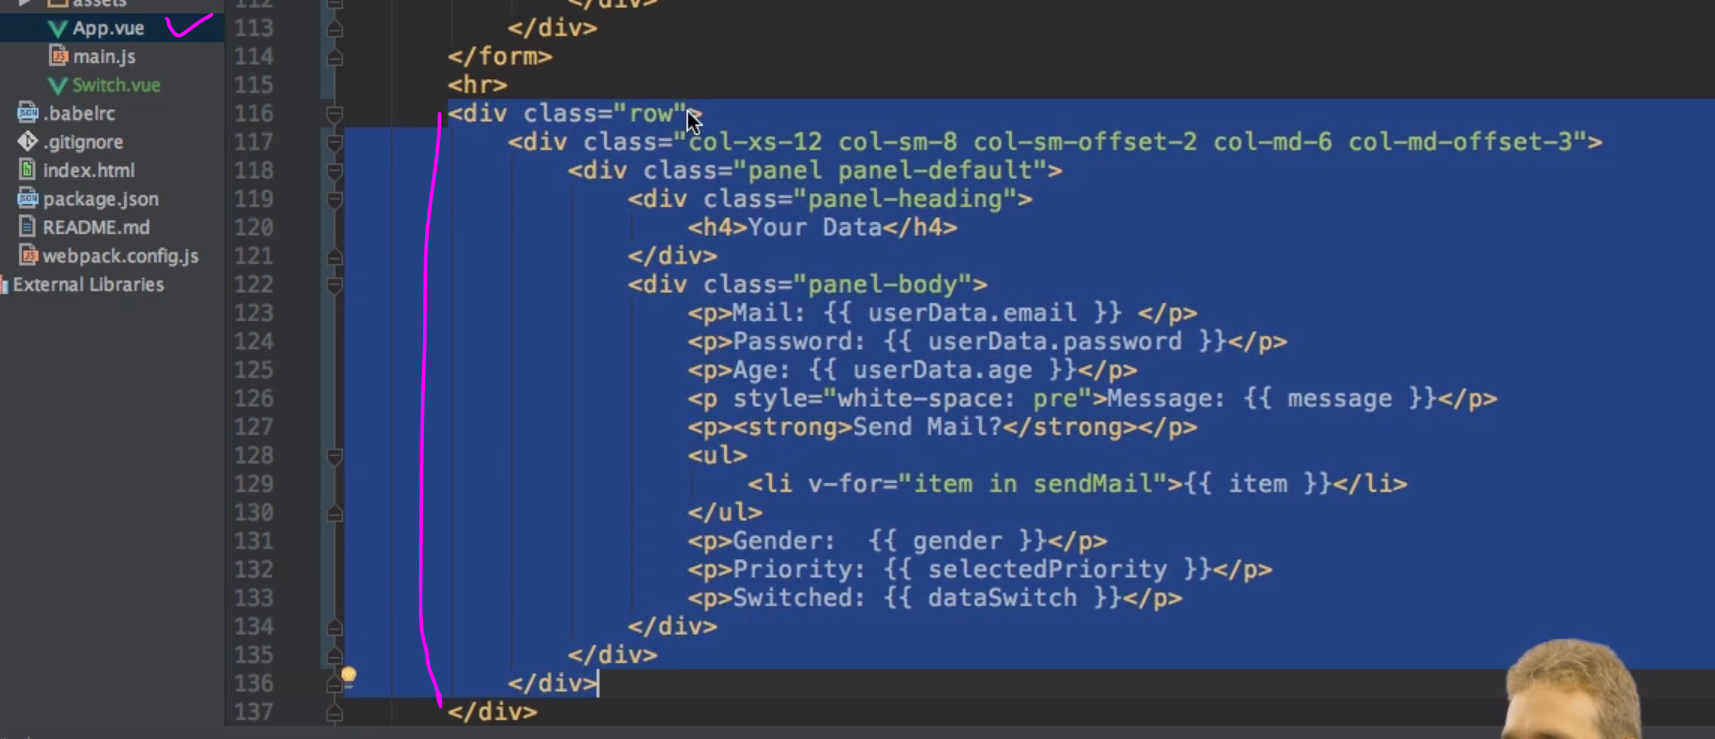 assets
App.vue
main.js
Switch.vue
.babelrc
.gitignore
index.html
package.json
README.md
webpack.config.js
External Libraries
112 </div>
113 </div>
114 </form>
115 <hr>
116 <div class="row">
117 <div class="col-xs-12 col-sm-8 col-sm-offset-2 col-md-6 col-md-offset-3">
118 <div class="panel panel-default">
119 <div class="panel-heading">
120 <h4>Your Data</h4>
121 </div>
122 <div class="panel-body">
123 <p>Mail: {{ userData.email }} </p>
124 <p>Password: {{ userData.password }}</p>
125 <p>Age: {{ userData.age }}</p>
126 <p style="white-space: pre">Message: {{ message }}</p>
127 <p><strong>Send Mail?</strong></p>
128 <ul>
129 <li v-for="item in sendMail">{{ item }}</li>
130 </ul>
131 <p>Gender:  {{ gender }}</p>
132 <p>Priority: {{ selectedPriority }}</p>
133 <p>Switched: {{ dataSwitch }}</p>
134 </div>
135 </div>
136 </div>
137 </div>